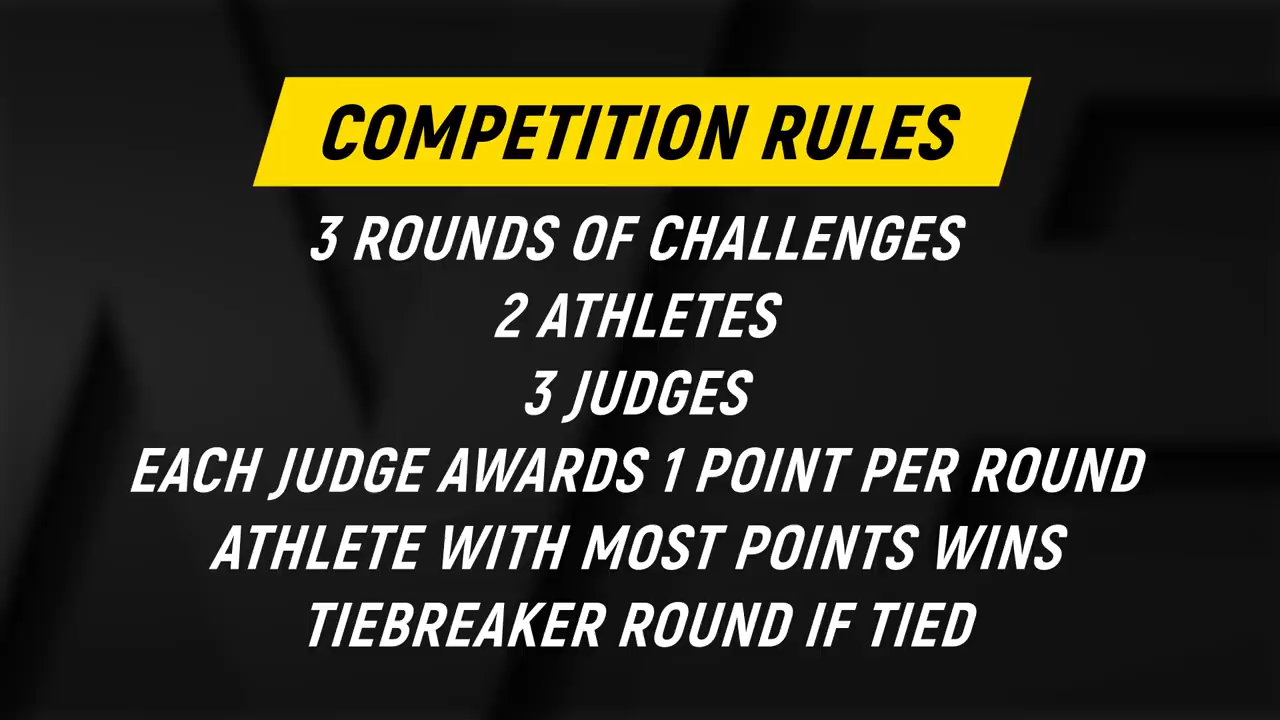 COMPETITION RULES
3 ROUNDS OF CHALLENGES
2 ATHLETES
3 JUDGES
EACH JUDGE AWARDS 1 POINT PER ROUND
ATHLETE WITH MOST POINTS WINS
TIEBREAKER ROUND IF TIED